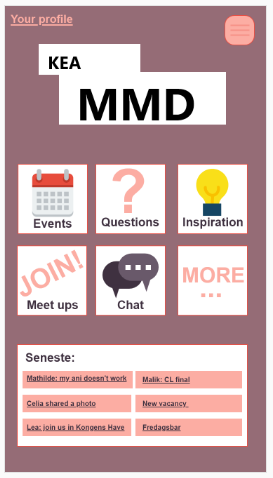 Your profile
KEA
MMD
?
Events
Questions
Inspiration
JOIN!
Meet ups
Chat
MORE
...
Seneste:
Mathilde: my ani doesn't work
Malik: CL final
Celia shared a photo
New vacancy
Lea: join us in Kongens Have
Fredagsbar